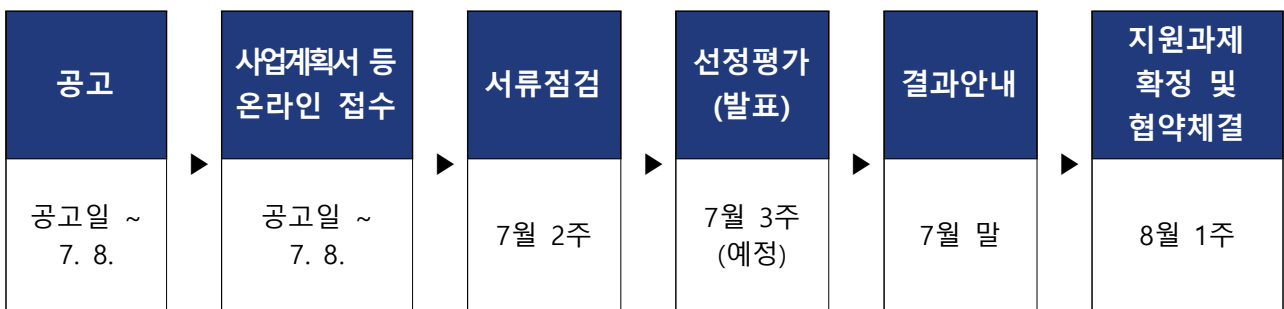 공고
사업계획서 등
온라인 접수
서류점검
선정평가
(발표)
결과안내
지원과제
확정 및
협약체결
▶
▶
▶
▶
▶
공고일 ~
7. 8.
공고일 ~
7. 8.
7월 2주
7월 3주
(예정)
7월 말
8월 1주